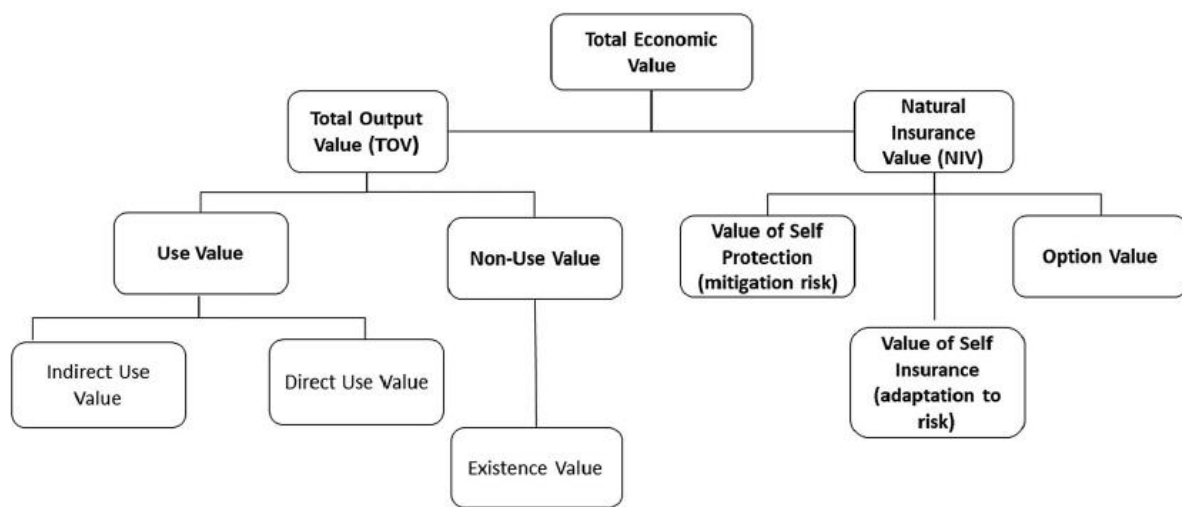 Total Economic
Value
Total Output
Value (TOV)
Natural
Insurance
Value (NIV)
Use Value
Non-Use Value
Value of Self
Protection
(mitigation risk)
Option Value
Indirect Use
Value
Direct Use Value
Value of Self
Insurance
(adaptation to
risk)
Existence Value